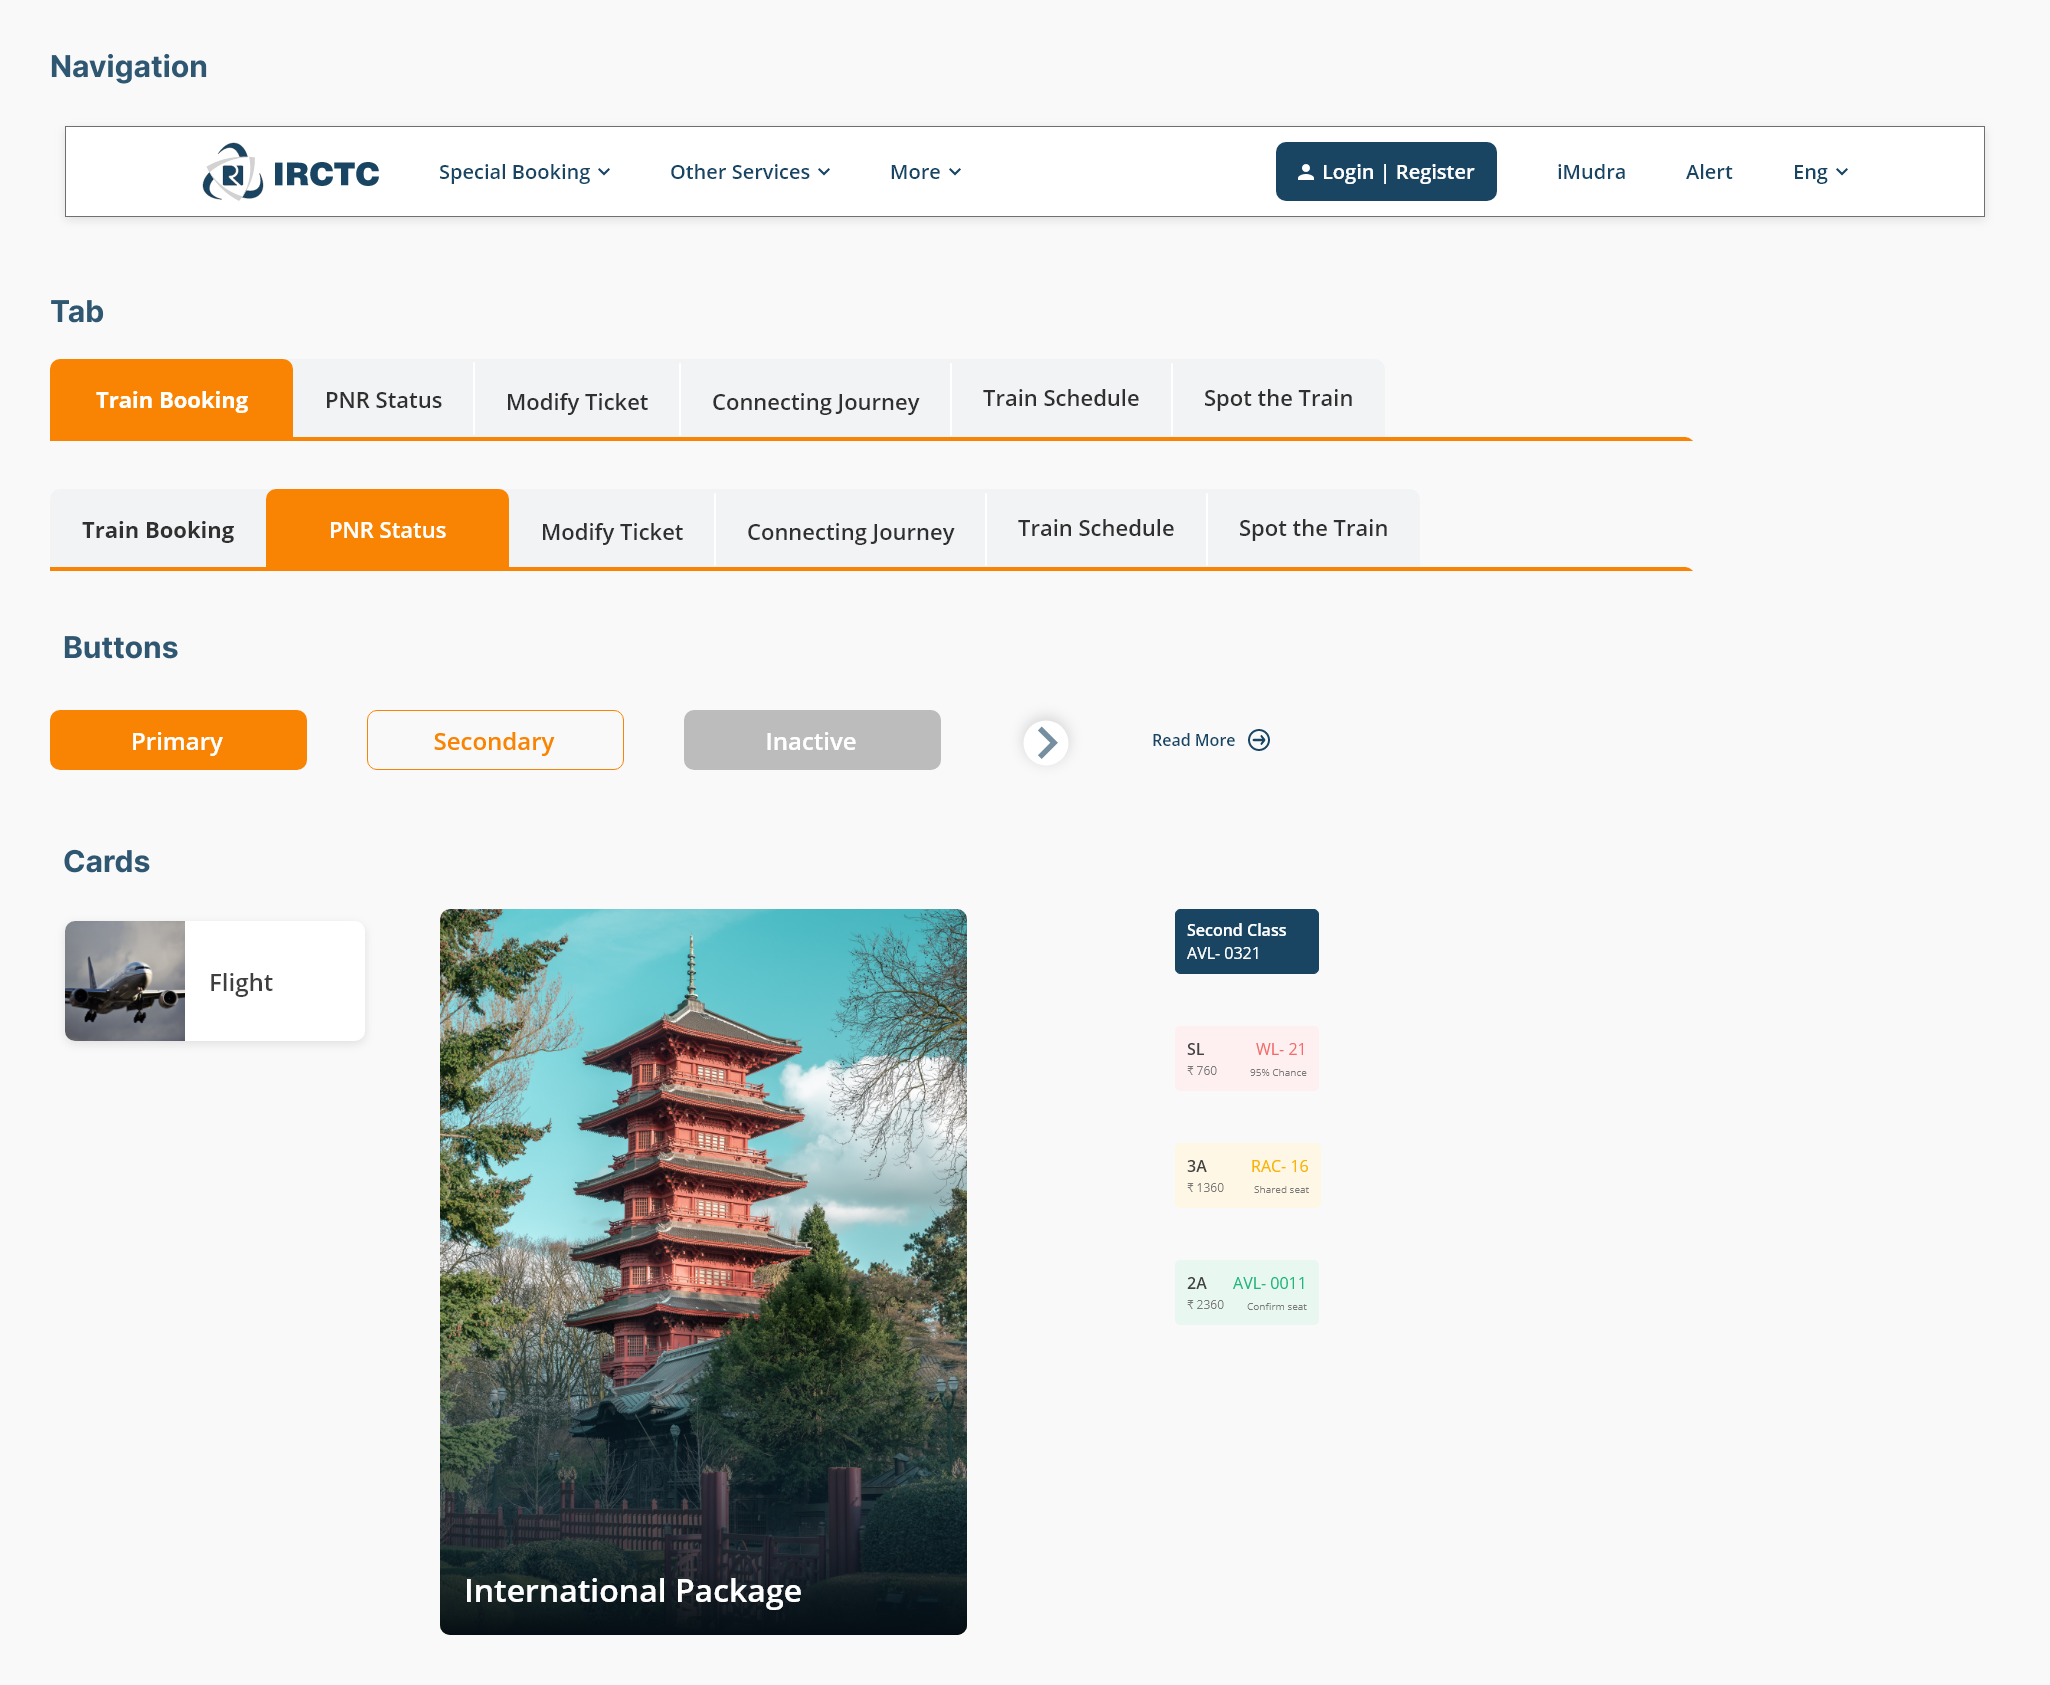 Navigation
IRCTC
Special Booking
Other Services
More
Login | Register
iMudra
Alert
Eng
Tab
Train Booking
PNR Status
Modify Ticket
Connecting Journey
Train Schedule
Spot the Train
Train Booking
PNR Status
Modify Ticket
Connecting Journey
Train Schedule
Spot the Train
Buttons
Primary
Secondary
Inactive
Read More
Cards
Flight
International Package
Second Class
AVL- 0321
SL WL- 21
₹ 760 95% Chance
3A RAC- 16
₹ 1360 Shared seat
2A AVL- 0011
₹ 2360 Confirm seat